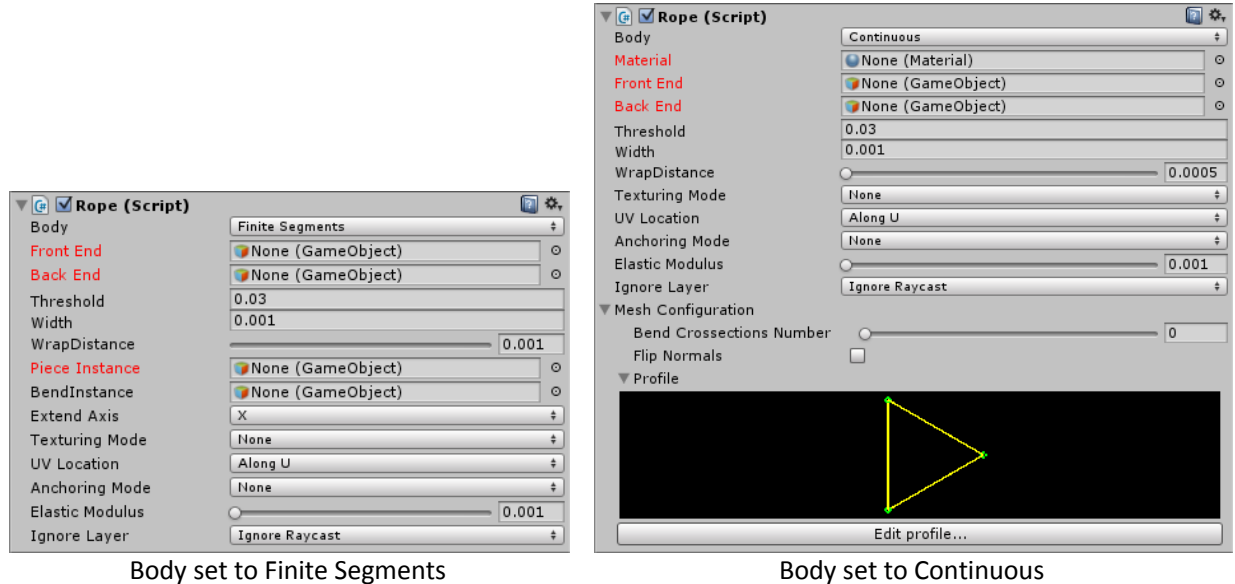 Rope (Script)
Body Finite Segments
Front End None (GameObject)
Back End None (GameObject)
Threshold 0.03
Width 0.001
WrapDistance 0.001
Piece Instance None (GameObject)
BendInstance None (GameObject)
Extend Axis X
Texturing Mode None
UV Location Along U
Anchoring Mode None
Elastic Modulus 0.001
Ignore Layer Ignore Raycast
Body set to Finite Segments
Rope (Script)
Body Continuous
Material None (Material)
Front End None (GameObject)
Back End None (GameObject)
Threshold 0.03
Width 0.001
WrapDistance 0.0005
Texturing Mode None
UV Location Along U
Anchoring Mode None
Elastic Modulus 0.001
Ignore Layer Ignore Raycast
Mesh Configuration
Bend Crossections Number 0
Flip Normals
Profile
Edit profile...
Body set to Continuous